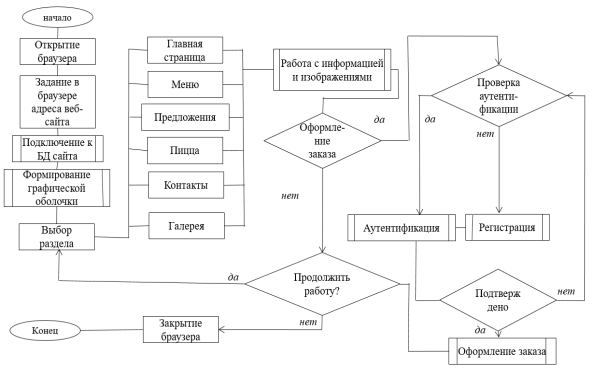 начало
Открытие
браузера
Задание в
браузере
адреса веб-
сайта
Подключение к
БД сайта
Формирование
графической
оболочки
Выбор
раздела
Главная
страница
Меню
Предложения
Пицца
Контакты
Галерея
Работа с информацией
и изображениями
Оформле-
ние
заказа
да
нет
Проверка
аутенти-
фикации
да
нет
Аутентификация
Регистрация
Продолжить
работу?
да
нет
Подтверж
дено
нет
да
Оформление заказа
Закрытие
браузера
Конец